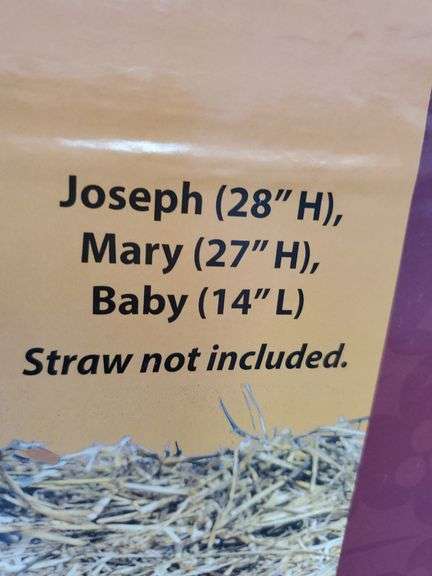 Joseph (28” H),
Mary (27” H),
Baby (14” L)
Straw not included.